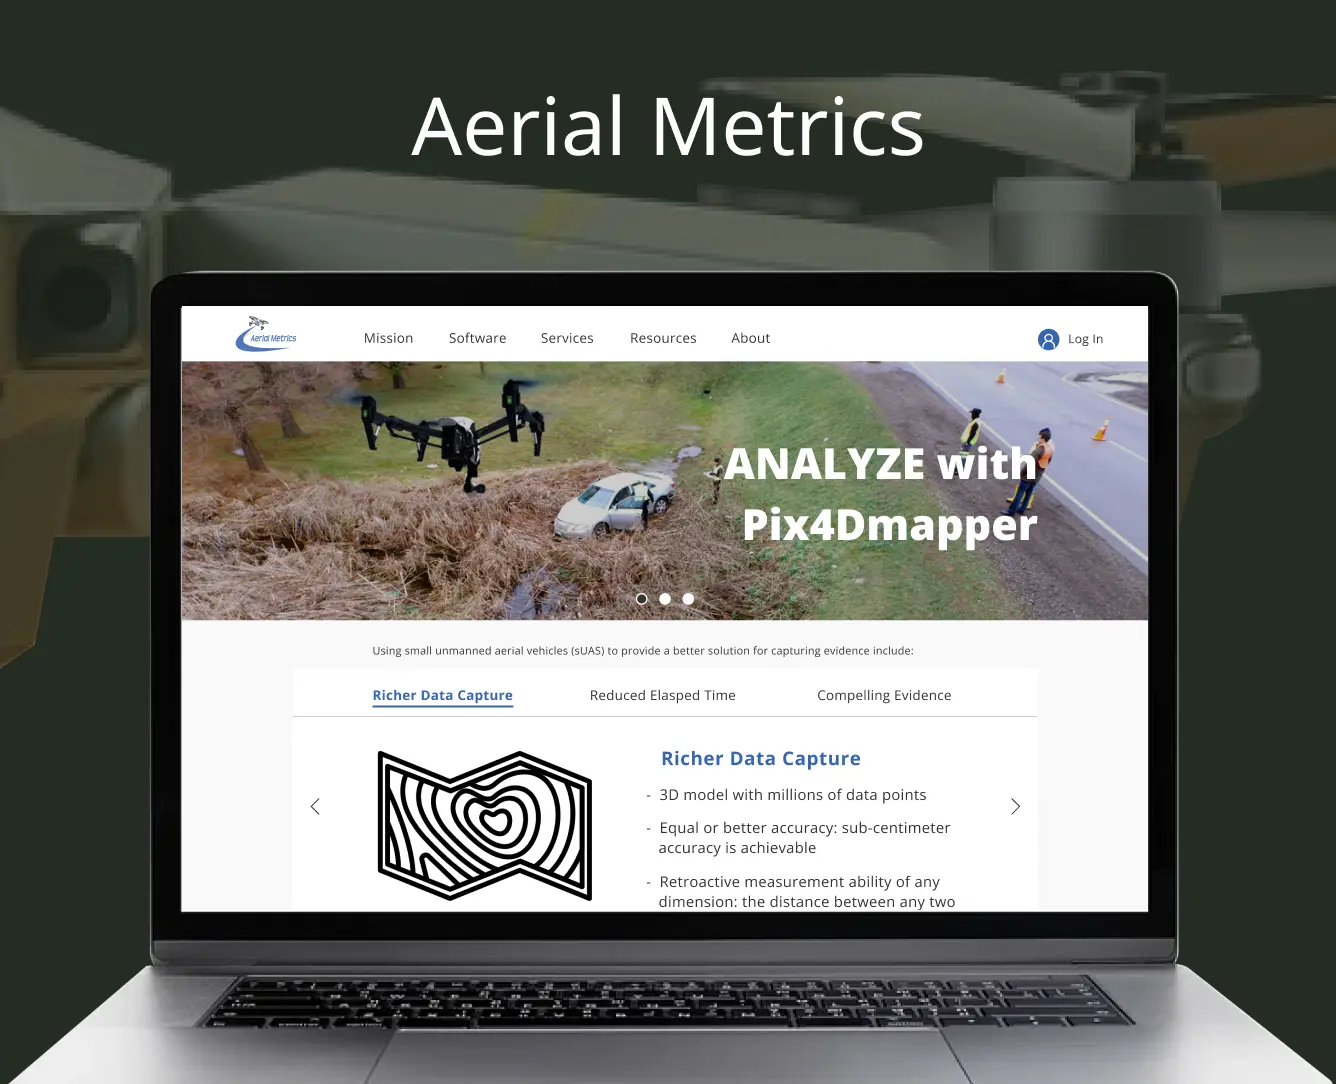 Aerial Metrics
Aerial Metrics
Mission
Software
Services
Resources
About
Log In
ANALYZE with
Pix4Dmapper
Using small unmanned aerial vehicles (sUAS) to provide a better solution for capturing evidence include:
Richer Data Capture
Reduced Elasped Time
Compelling Evidence
Richer Data Capture
- 3D model with millions of data points
- Equal or better accuracy: sub-centimeter
accuracy is achievable
- Retroactive measurement ability of any
dimension: the distance between any two